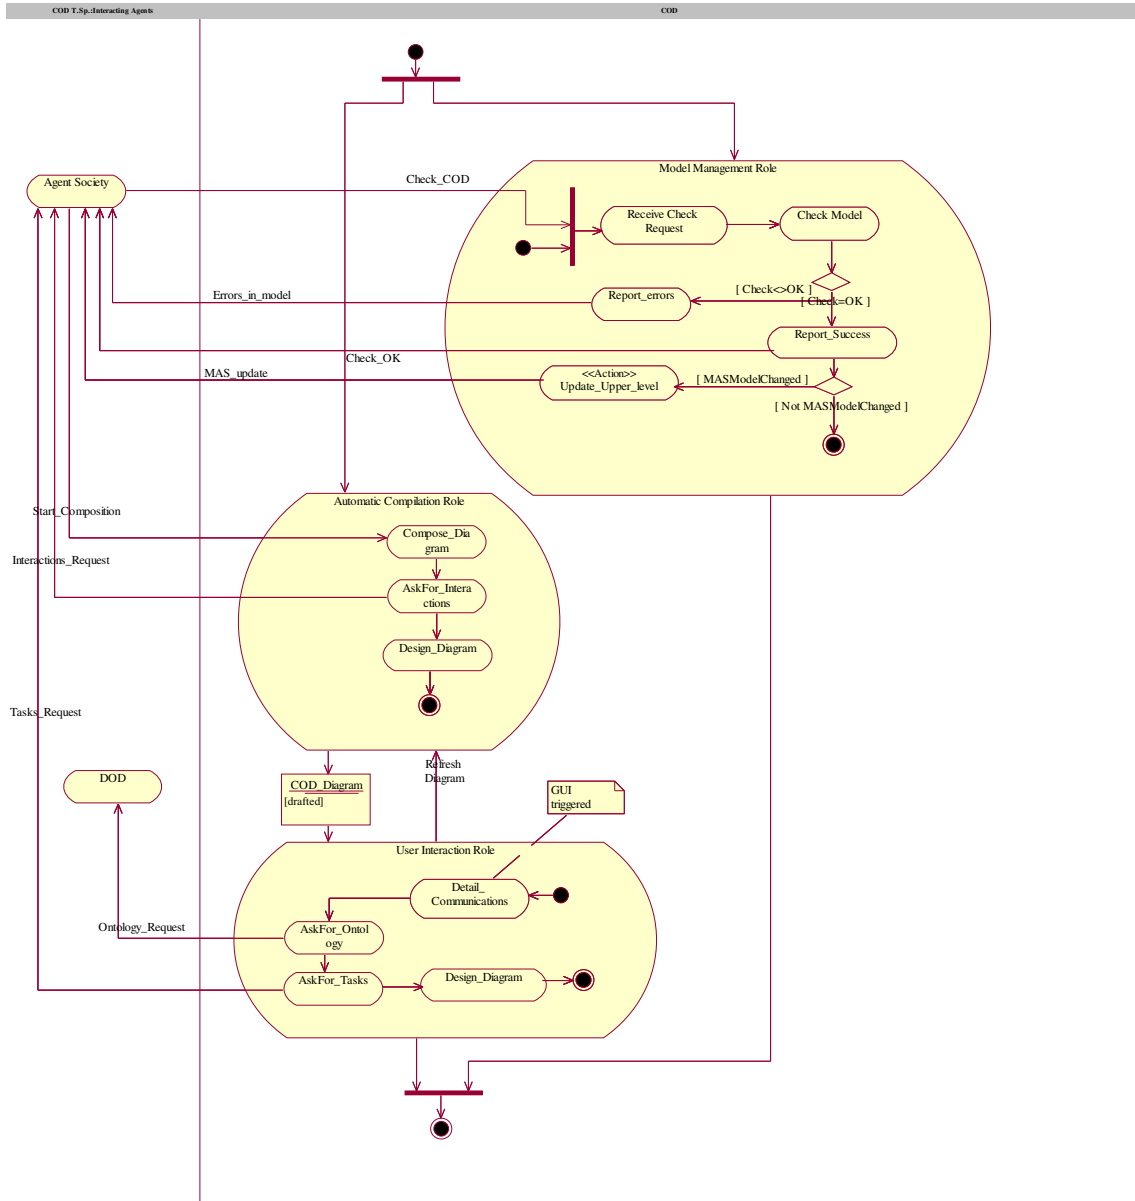 COD T.Sp.:Interacting Agents
COD
Model Management Role
Agent Society
Check_COD
Receive Check
Request
Check Model
[ Check<>OK ]
[ Check=OK ]
Errors_in_model
Report_errors
Report_Success
Check_OK
MAS_update
<<Action>>
Update_Upper_level
[ MASModelChanged ]
[ Not MASModelChanged ]
Automatic Compilation Role
Start_Composition
Compose_Dia
gram
Interactions_Request
AskFor_Intera
ctions
Design_Diagram
Tasks_Request
Refresh
Diagram
DOD
COD_Diagram
[drafted]
GUI
triggered
User Interaction Role
Detail_
Communications
Ontology_Request
AskFor_Ontol
ogy
AskFor_Tasks
Design_Diagram